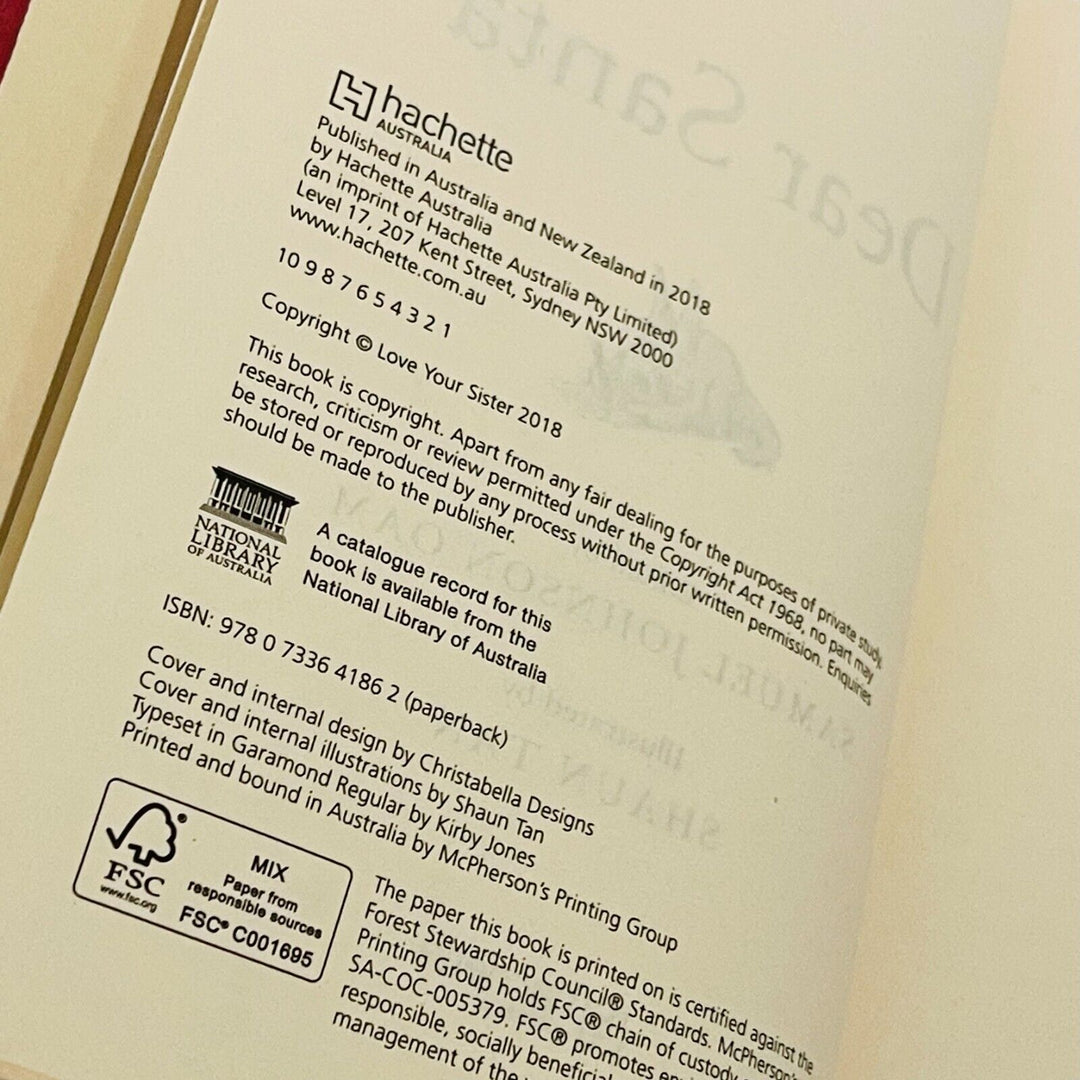 hachette
AUSTRALIA
Published in Australia and New Zealand in 2018
by Hachette Australia
(an imprint of Hachette Australia Pty Limited)
Level 17, 207 Kent Street, Sydney NSW 2000
www.hachette.com.au
10 9 8 7 6 5 4 3 2 1
Copyright © Love Your Sister 2018
This book is copyright. Apart from any fair dealing for the purposes of private study,
research, criticism or review permitted under the Copyright Act 1968, no part may
be stored or reproduced by any process without prior written permission. Enquiries
should be made to the publisher.
NATIONAL
LIBRARY
OF AUSTRALIA
A catalogue record for this
book is available from the
National Library of Australia
ISBN: 978 0 7336 4186 2 (paperback)
Cover and internal design by Christabella Designs
Cover and internal illustrations by Shaun Tan
Typeset in Garamond Regular by Kirby Jones
Printed and bound in Australia by McPherson's Printing Group
FSC
www.fsc.org
MIX
Paper from
responsible sources
FSC® C001695
The paper this book is printed on is certified against the
Forest Stewardship Council® Standards. McPherson's
Printing Group holds FSC® chain of custody
SA-COC-005379. FSC® promotes
responsible, socially
management of the
Dear Santa
SAMUEL JOHNSON OAM
Illustrated by
SHAUN TAN